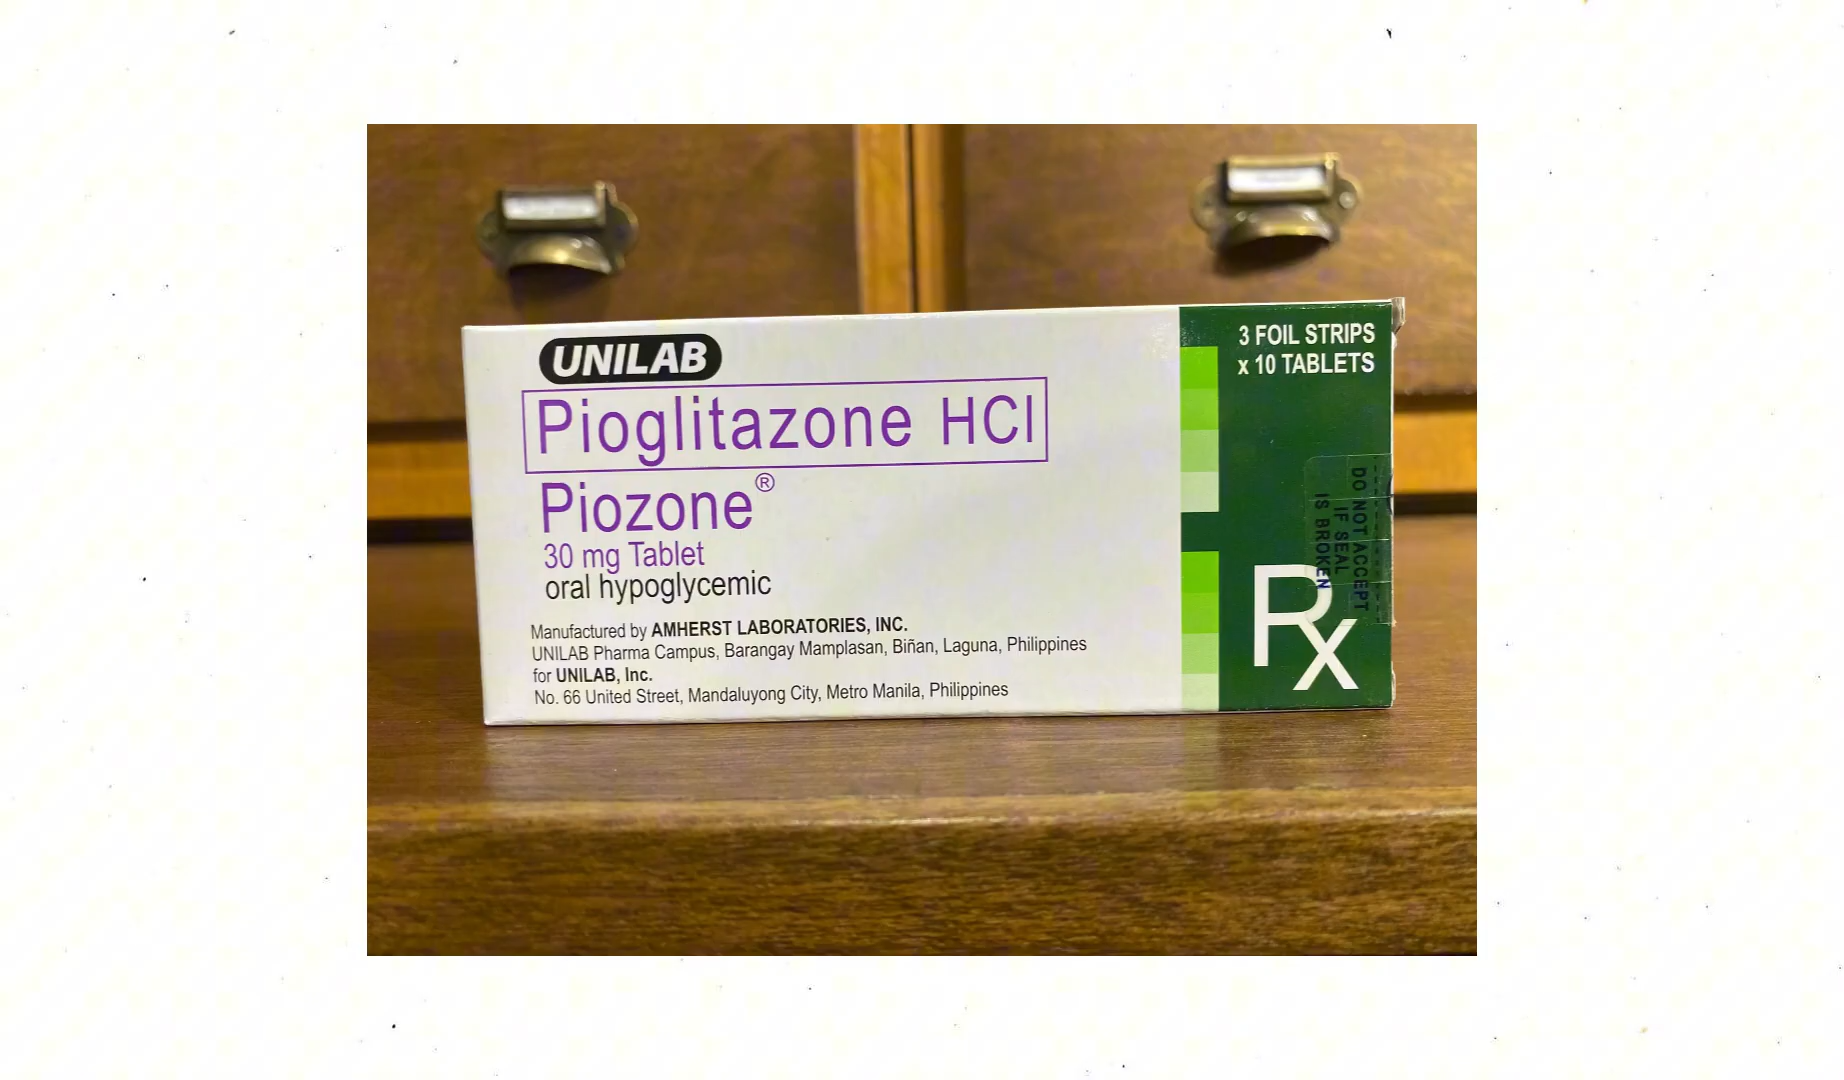 UNILAB
Pioglitazone HCl
Piozone®
30 mg Tablet
oral hypoglycemic
Manufactured by AMHERST LABORATORIES, INC.
UNILAB Pharma Campus, Barangay Mamplasan, Biñan, Laguna, Philippines
for UNILAB, Inc.
No. 66 United Street, Mandaluyong City, Metro Manila, Philippines
3 FOIL STRIPS
x 10 TABLETS
DO NOT ACCEPT
IF SEAL
IS BROKEN
Rx